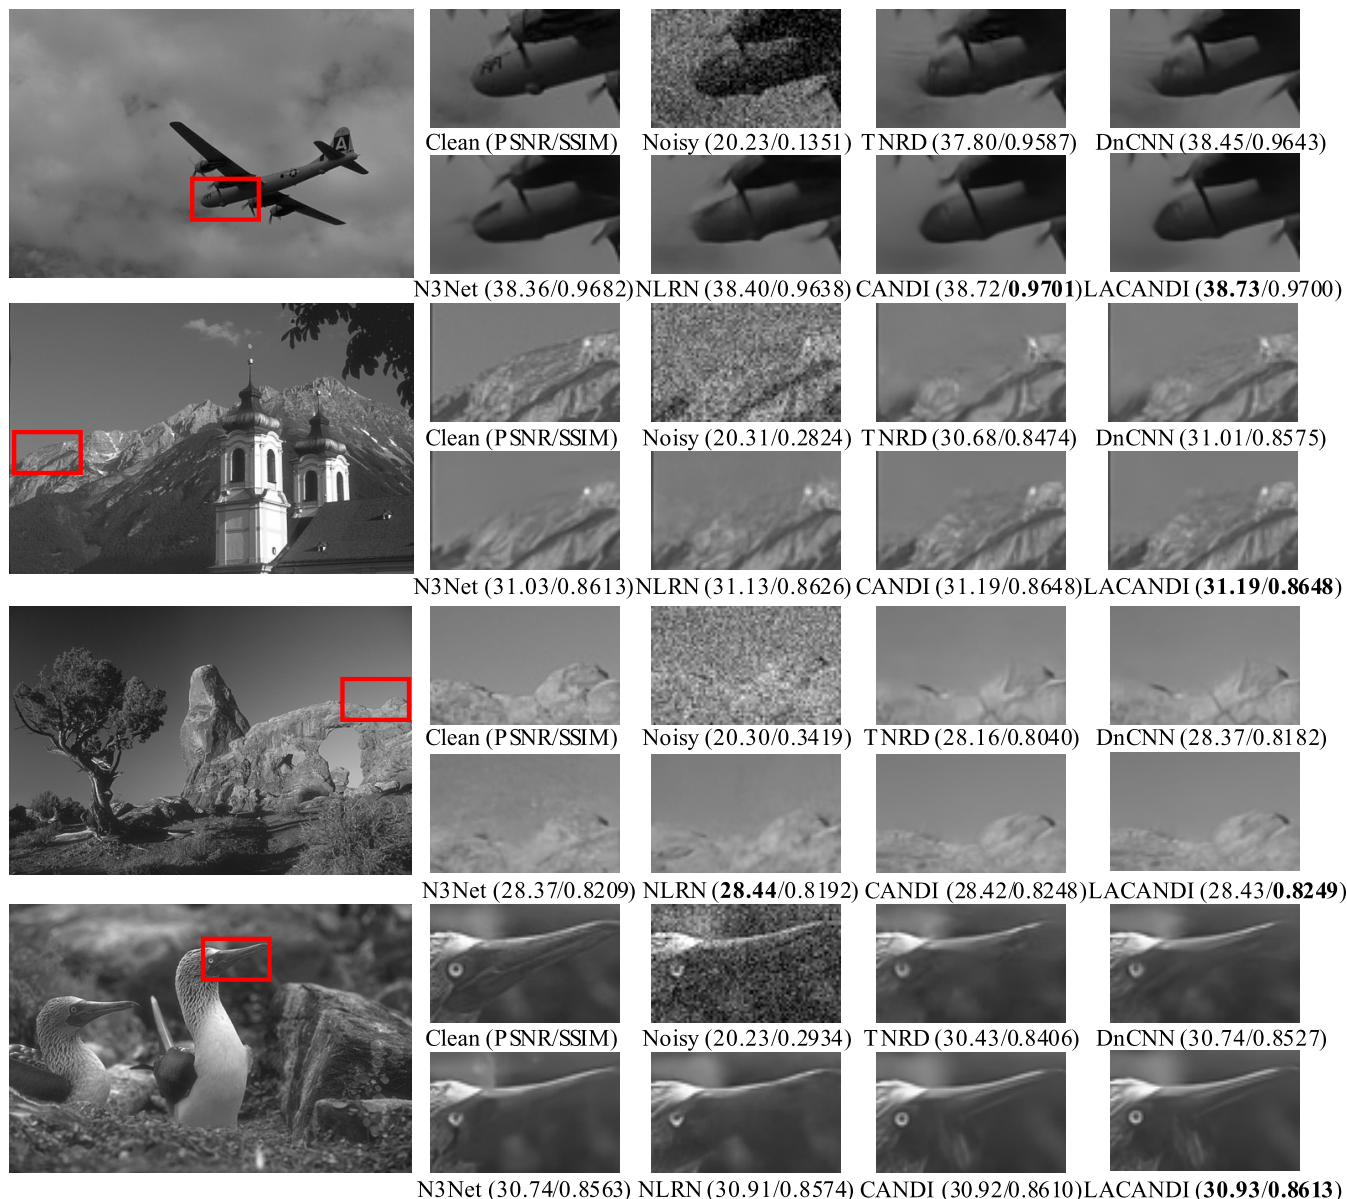 A
Clean (PSNR/SSIM) Noisy (20.23/0.1351) TNRD (37.80/0.9587) DnCNN (38.45/0.9643)
N3Net (38.36/0.9682) NLRN (38.40/0.9638) CANDI (38.72/0.9701) LACANDI (38.73/0.9700)
Clean (PSNR/SSIM) Noisy (20.31/0.2824) TNRD (30.68/0.8474) DnCNN (31.01/0.8575)
N3Net (31.03/0.8613) NLRN (31.13/0.8626) CANDI (31.19/0.8648) LACANDI (31.19/0.8648)
Clean (PSNR/SSIM) Noisy (20.30/0.3419) TNRD (28.16/0.8040) DnCNN (28.37/0.8182)
N3Net (28.37/0.8209) NLRN (28.44/0.8192) CANDI (28.42/0.8248) LACANDI (28.43/0.8249)
Clean (PSNR/SSIM) Noisy (20.23/0.2934) TNRD (30.43/0.8406) DnCNN (30.74/0.8527)
N3Net (30.74/0.8563) NLRN (30.91/0.8574) CANDI (30.92/0.8610) LACANDI (30.93/0.8613)